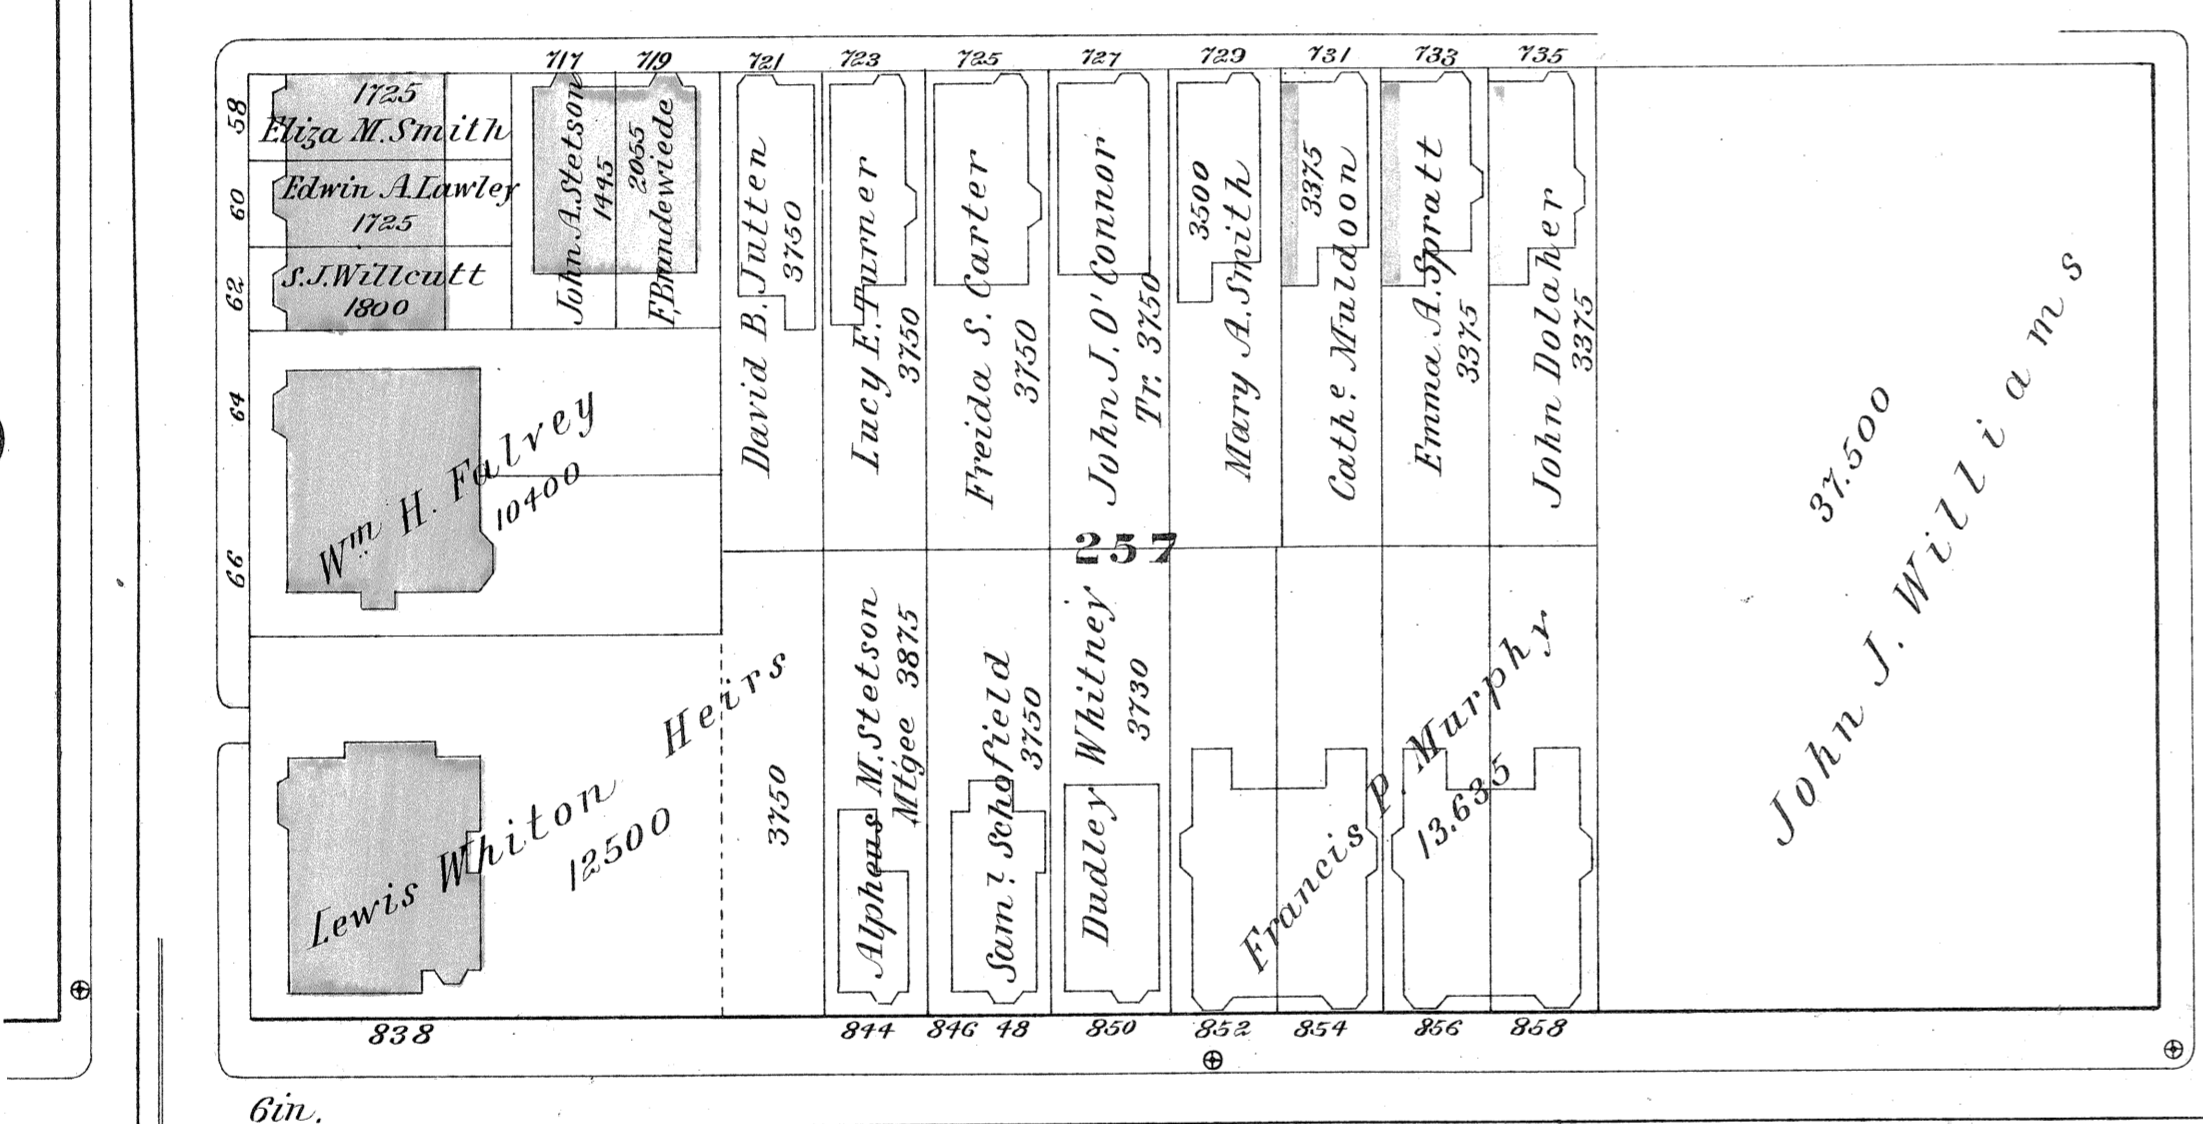 717
719
721
723
725
727
729
731
733
735
58
1725
Eliza M. Smith
60
Edwin A. Lawley
1725
62
S. J. Willcutt
1800
John A. Stetson
1445
2055
F. Brandewiede
David B. Jutten
3750
Lucy E. Turner
3750
Freida S. Carter
3750
John J. O'Connor
Tr. 3750
3500
Mary A. Smith
3375
Cathe. Muldoon
Emma A. Spratt
3375
John Dolaher
3375
37.500
John J. Williams
64
66
Wm. H. Falvey
10400
257
Lewis Whiton Heirs
12500
3750
Alpheus M. Stetson
Mt'gee 3875
Saml. Schofield
3750
Dudley Whitney
3730
Francis P. Murphy
13.635
838
844
846 48
850
852
854
856
858
6in.